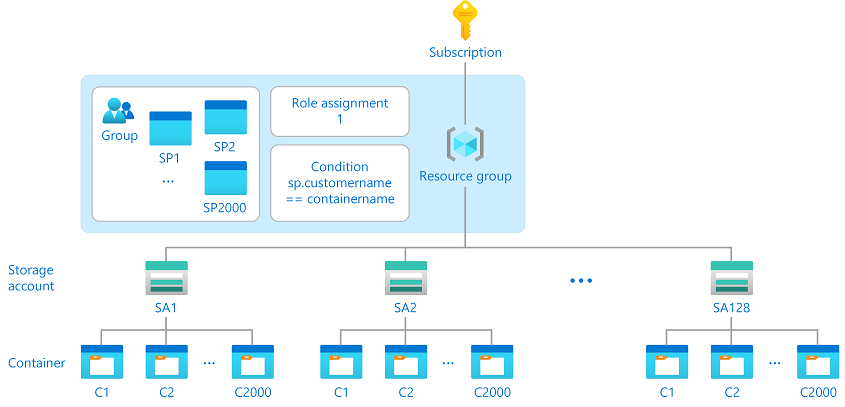 Subscription
Group
SP1
SP2
...
SP2000
Role assignment
1
Condition
sp.customername
== containername
Resource group
Storage
account
SA1
SA2
...
SA128
Container
C1
C2
...
C2000
C1
C2
...
C2000
C1
C2
...
C2000